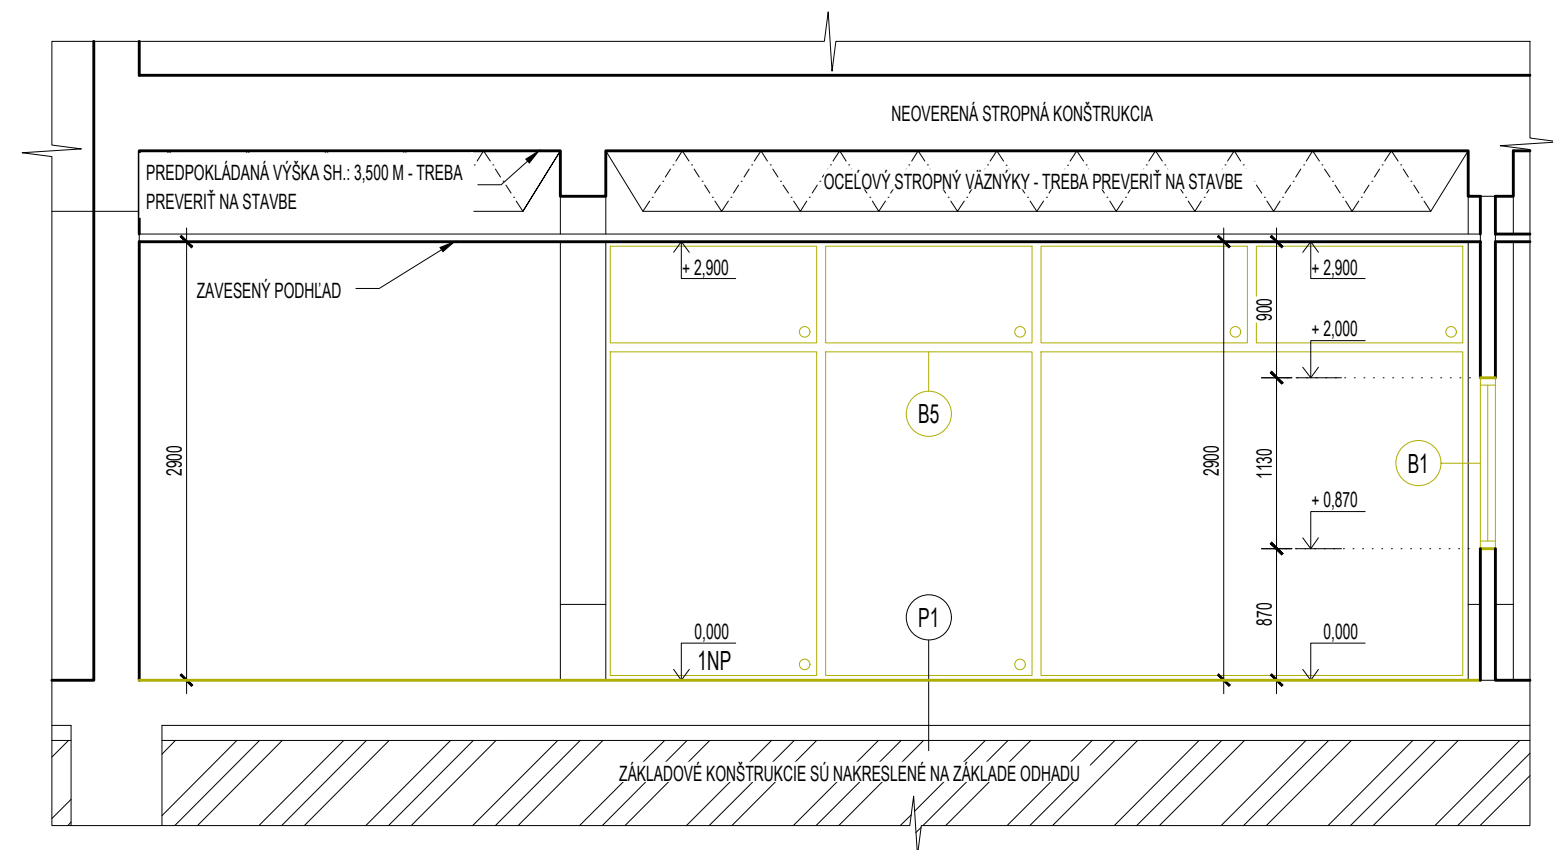 NEOVERENÁ STROPNÁ KONŠTRUKCIA
PREDPOKLÁDANÁ VÝŠKA SH.: 3,500 M - TREBA
PREVERIŤ NA STAVBE
OCEĽOVÝ STROPNÝ VÄZNÝKY - TREBA PREVERIŤ NA STAVBE
+ 2,900
+ 2,900
ZAVESENÝ PODHĽAD
900
+ 2,000
B5
2900
2900
1130
B1
+ 0,870
870
P1
0,000
1NP
0,000
ZÁKLADOVÉ KONŠTRUKCIE SÚ NAKRESLENÉ NA ZÁKLADE ODHADU